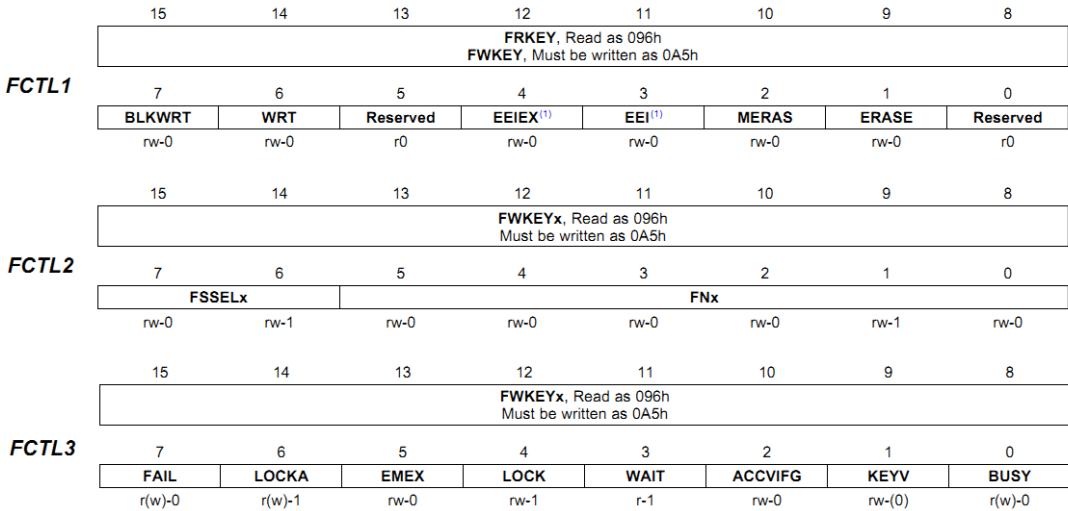 15 14 13 12 11 10 9 8
FRKEY, Read as 096h
FWKEY, Must be written as 0A5h
FCTL1
7 6 5 4 3 2 1 0
BLKWRT WRT Reserved EEIEX(1) EEI(1) MERAS ERASE Reserved
rw-0 rw-0 r0 rw-0 rw-0 rw-0 rw-0 r0
15 14 13 12 11 10 9 8
FWKEYx, Read as 096h
Must be written as 0A5h
FCTL2
7 6 5 4 3 2 1 0
FSSELx FNx
rw-0 rw-1 rw-0 rw-0 rw-0 rw-0 rw-1 rw-0
15 14 13 12 11 10 9 8
FWKEYx, Read as 096h
Must be written as 0A5h
FCTL3
7 6 5 4 3 2 1 0
FAIL LOCKA EMEX LOCK WAIT ACCVIFG KEYV BUSY
r(w)-0 r(w)-1 rw-0 rw-1 r-1 rw-0 rw-(0) r(w)-0